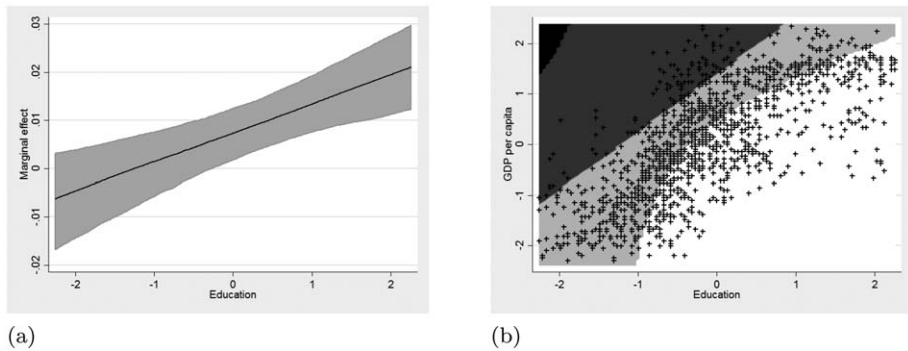 .03
.02
.01
0
-.01
-.02
Marginal effect
-2 -1 0 1 2
Education
(a)
2
1
0
-1
-2
GDP per capita
-2 -1 0 1 2
Education
(b)